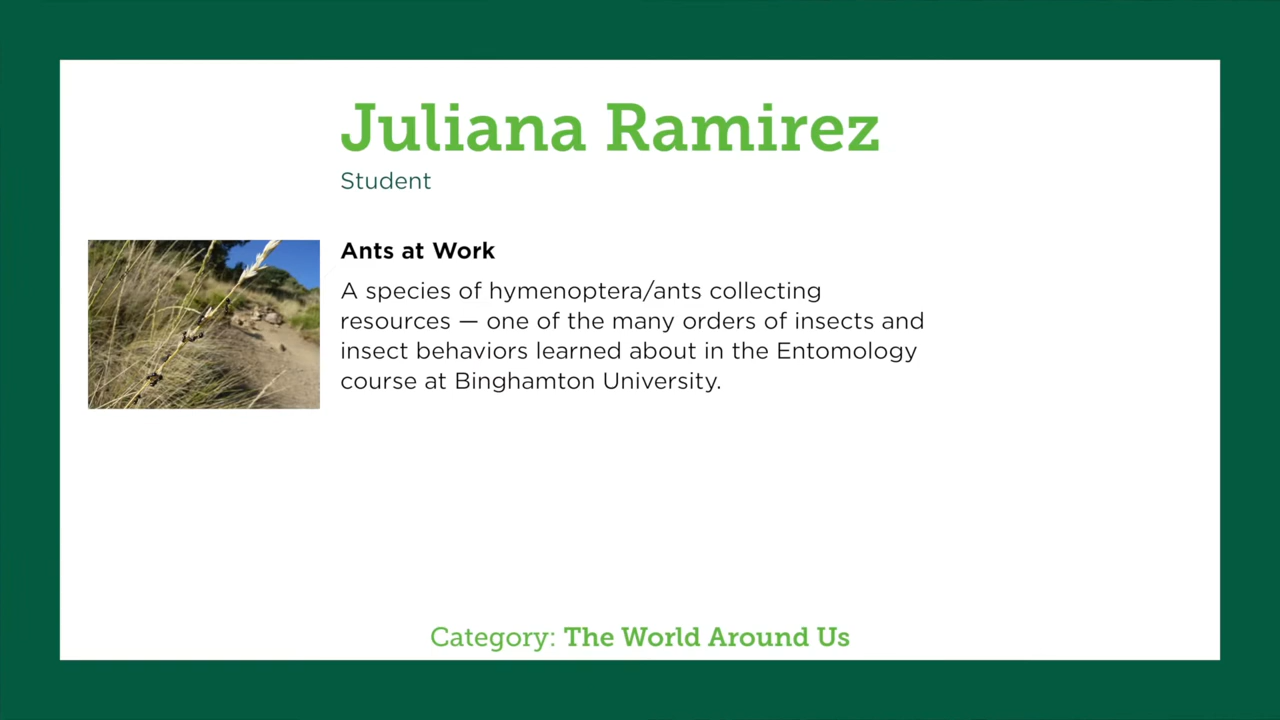 Juliana Ramirez
Student
Ants at Work
A species of hymenoptera/ants collecting
resources — one of the many orders of insects and
insect behaviors learned about in the Entomology
course at Binghamton University.
Category: The World Around Us